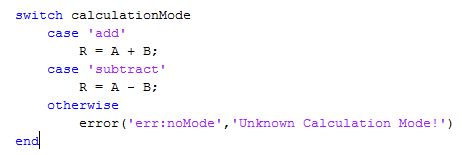 switch calculationMode
    case 'add'
        R = A + B;
    case 'subtract'
        R = A - B;
    otherwise
        error('err:noMode','Unknown Calculation Mode!')
end